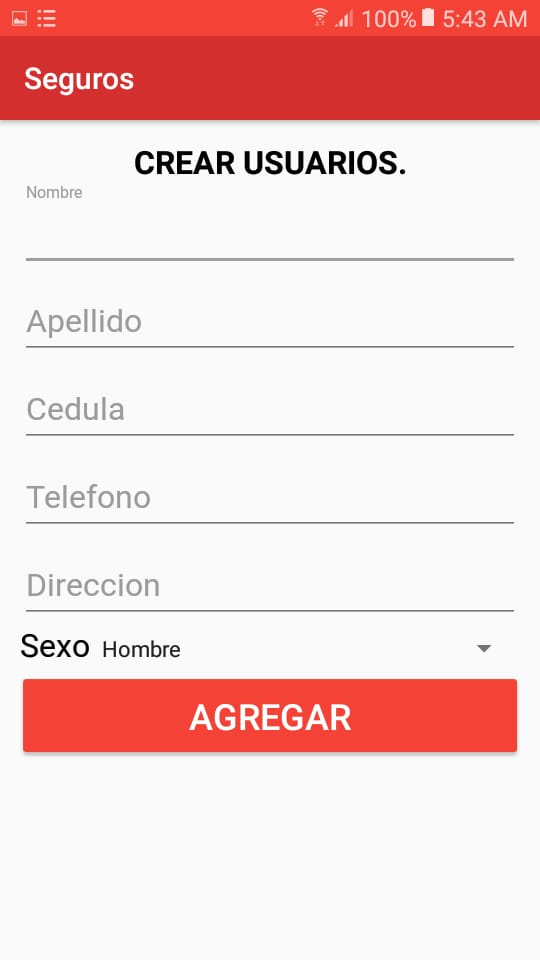 100% 5:43 AM
Seguros
CREAR USUARIOS.
Nombre
Apellido
Cedula
Telefono
Direccion
Sexo Hombre
AGREGAR